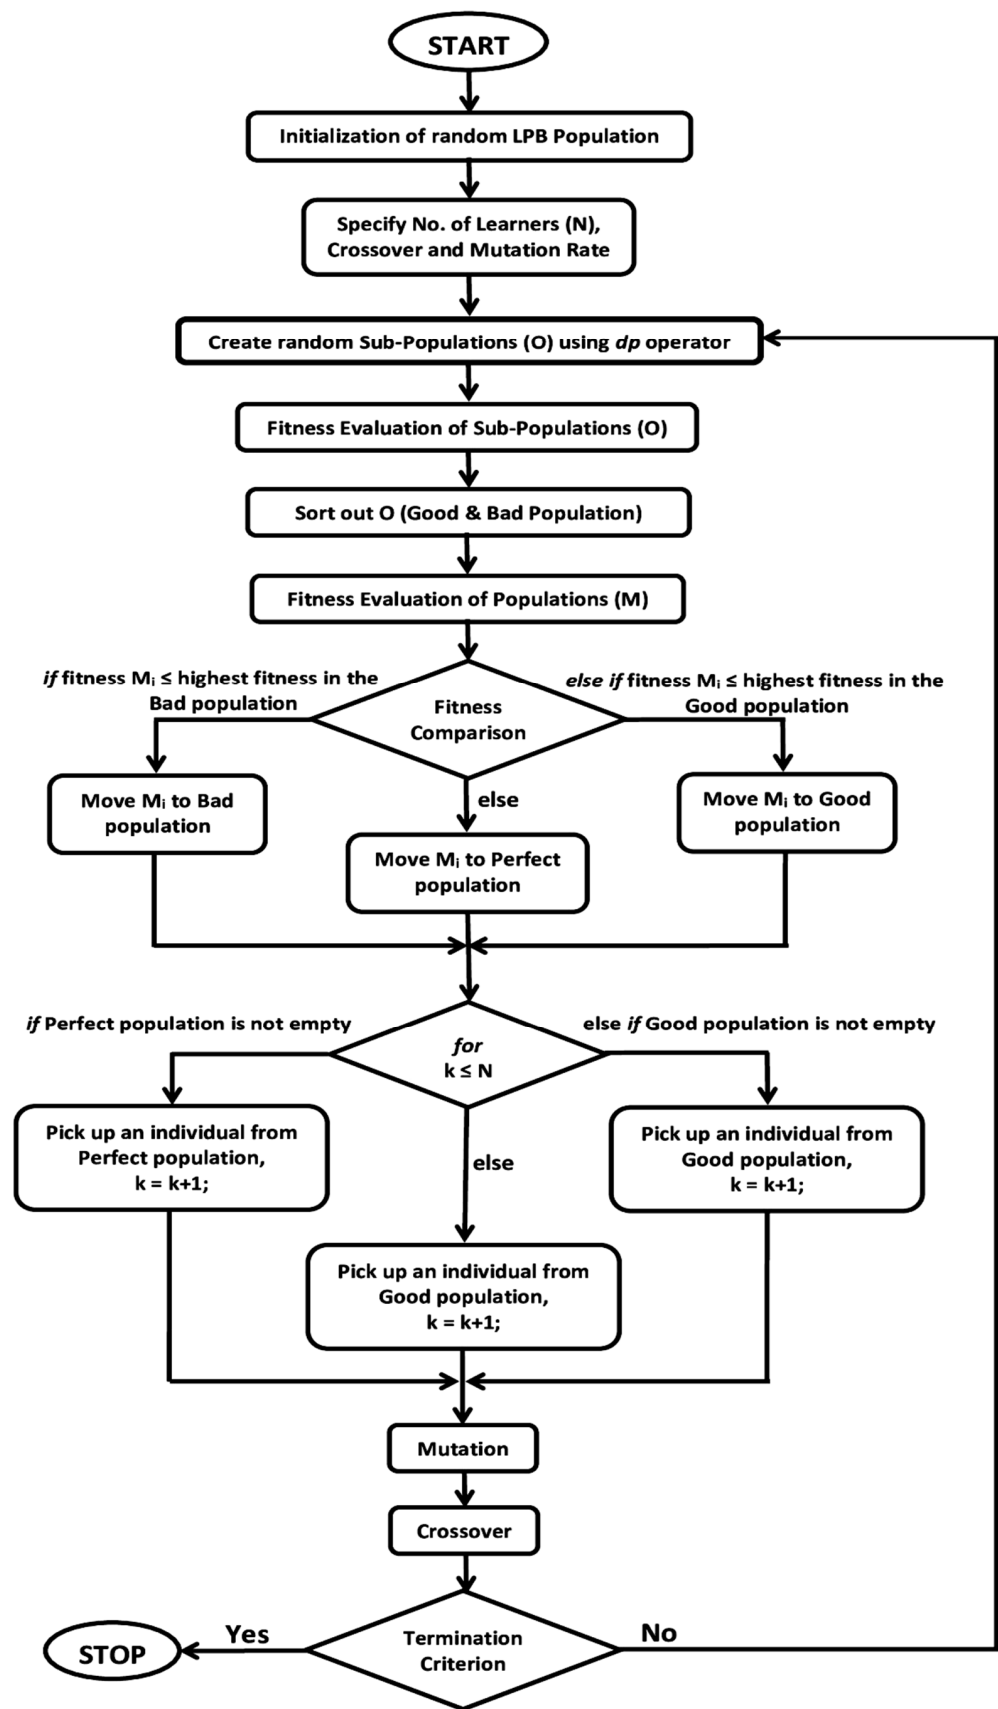 START
Initialization of random LPB Population
Specify No. of Learners (N),
Crossover and Mutation Rate
Create random Sub-Populations (O) using dp operator
Fitness Evaluation of Sub-Populations (O)
Sort out O (Good & Bad Population)
Fitness Evaluation of Populations (M)
if fitness Mᵢ ≤ highest fitness in the
Bad population
Fitness
Comparison
else if fitness Mᵢ ≤ highest fitness in the
Good population
Move Mᵢ to Bad
population
else
Move Mᵢ to Perfect
population
Move Mᵢ to Good
population
if Perfect population is not empty
for
k ≤ N
else if Good population is not empty
Pick up an individual from
Perfect population,
k = k+1;
else
Pick up an individual from
Good population,
k = k+1;
Pick up an individual from
Good population,
k = k+1;
Mutation
Crossover
Termination
Criterion
Yes
No
STOP